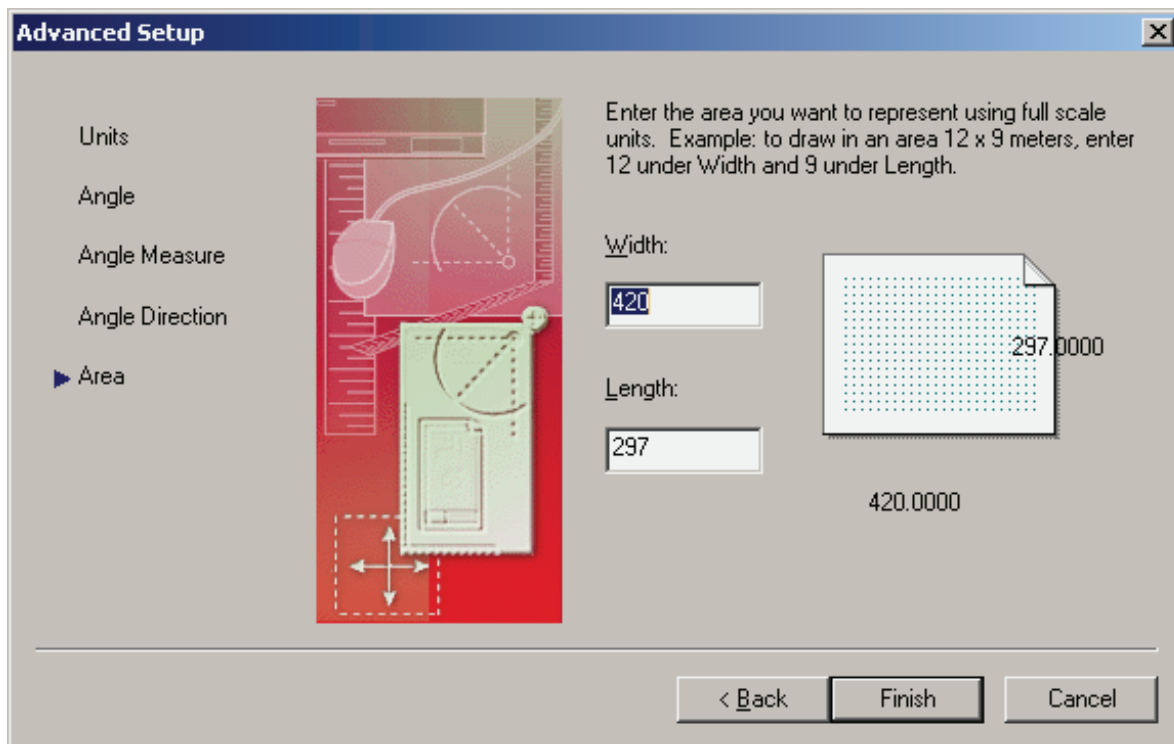 Advanced Setup
Units
Angle
Angle Measure
Angle Direction
Area
Enter the area you want to represent using full scale
units.  Example: to draw in an area 12 x 9 meters, enter
12 under Width and 9 under Length.
Width:
420
Length:
297
297.0000
420.0000
< Back
Finish
Cancel